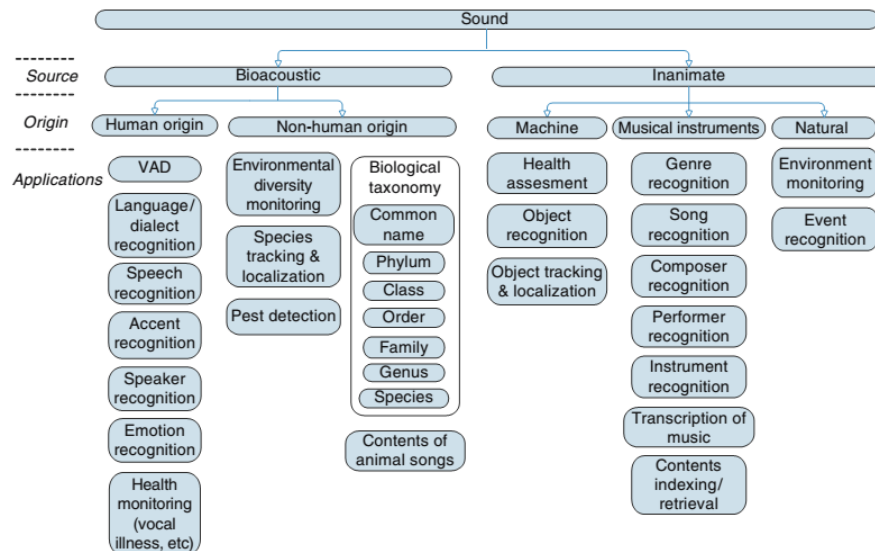 Sound
Source
Bioacoustic
Inanimate
Origin
Human origin
Non-human origin
Machine
Musical instruments
Natural
Applications
VAD
Language/
dialect recognition
Speech
recognition
Accent
recognition
Speaker
recognition
Emotion
recognition
Health
monitoring
(vocal
illness, etc)
Environmental
diversity
monitoring
Species
tracking &
localization
Pest detection
Biological
taxonomy
Common
name
Phylum
Class
Order
Family
Genus
Species
Contents of
animal songs
Health
assesment
Object
recognition
Object tracking
& localization
Genre
recognition
Song
recognition
Composer
recognition
Performer
recognition
Instrument
recognition
Transcription of
music
Contents
indexing/
retrieval
Environment
monitoring
Event
recognition